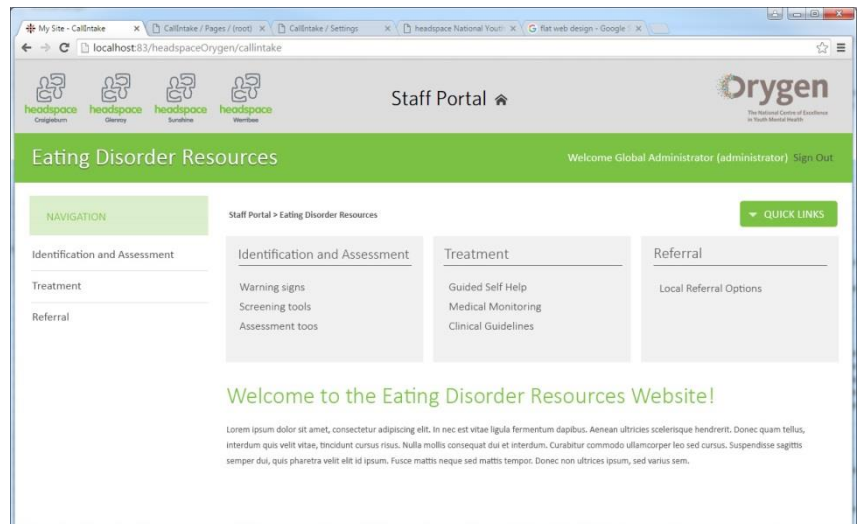 My Site - CallIntake
CallIntake / Pages / (root)
CallIntake / Settings
headspace National Youth
flat web design - Google
localhost:83/headspaceOrygen/callintake
headspace headspace headspace headspace
Craigieburn Glenroy Sunshine Werribee
Staff Portal
Orygen
The National Centre of Excellence
in Youth Mental Health
Eating Disorder Resources
Welcome Global Administrator (administrator) Sign Out
NAVIGATION
Identification and Assessment
Treatment
Referral
Staff Portal > Eating Disorder Resources
QUICK LINKS
Identification and Assessment
Warning signs
Screening tools
Assessment toos
Treatment
Guided Self Help
Medical Monitoring
Clinical Guidelines
Referral
Local Referral Options
Welcome to the Eating Disorder Resources Website!
Lorem ipsum dolor sit amet, consectetur adipiscing elit. In nec est vitae ligula fermentum dapibus. Aenean ultricies scelerisque hendrerit. Donec quam tellus,
interdum quis velit vitae, tincidunt cursus risus. Nulla mollis consequat dui et interdum. Curabitur commodo ullamcorper leo sed cursus. Suspendisse sagittis
semper dui, quis pharetra velit elit id ipsum. Fusce mattis neque sed mattis tempor. Donec non ultrices ipsum, sed varius sem.